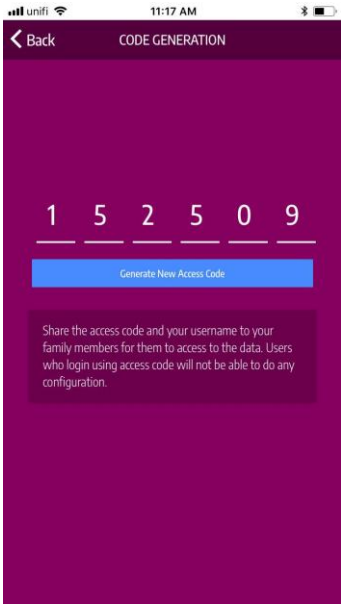 unifi 11:17 AM
Back CODE GENERATION
1 5 2 5 0 9
Generate New Access Code
Share the access code and your username to your
family members for them to access to the data. Users
who login using access code will not be able to do any
configuration.